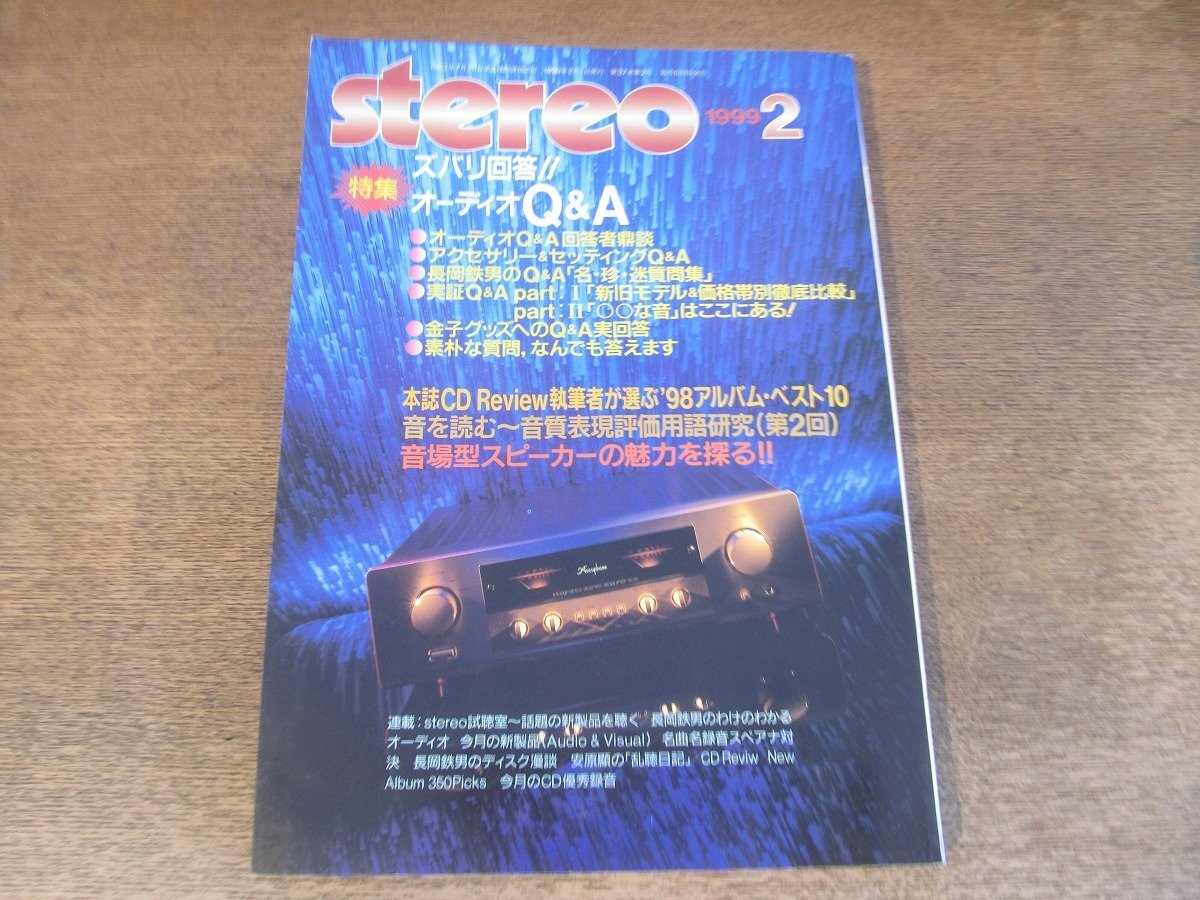 stereo 1999 2
特集
ズバリ回答!!
オーディオQ&A
●オーディオQ&A回答者鼎談
●アクセサリー&セッティングQ&A
●長岡鉄男のQ&A「名・珍・迷質問集」
●実証Q&A part:Ⅰ「新旧モデル&価格帯別徹底比較」
part:Ⅱ「○○な音」はここにある!
●金子グッズへのQ&A実回答
●素朴な質問,なんでも答えます
本誌CD Review執筆者が選ぶ'98アルバム・ベスト10
音を読む〜音質表現評価用語研究(第2回)
音場型スピーカーの魅力を探る!!
Accuphase
連載:stereo試聴室〜話題の新製品を聴く 長岡鉄男のわけのわかる
オーディオ 今月の新製品(Audio & Visual) 名曲名録音スペアナ対
決 長岡鉄男のディスク漫談 安原顯の「乱聴日記」 CD Reviw New
Album 350Picks 今月のCD優秀録音